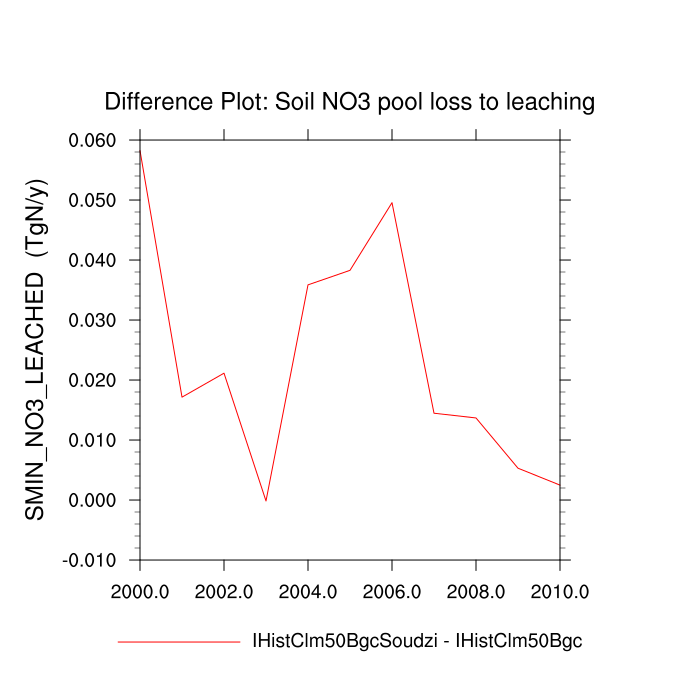 Difference Plot: Soil NO3 pool loss to leaching
SMIN_NO3_LEACHED (TgN/y)
0.060
0.050
0.040
0.030
0.020
0.010
0.000
-0.010
2000.0 2002.0 2004.0 2006.0 2008.0 2010.0
IHistClm50BgcSoudzi - IHistClm50Bgc